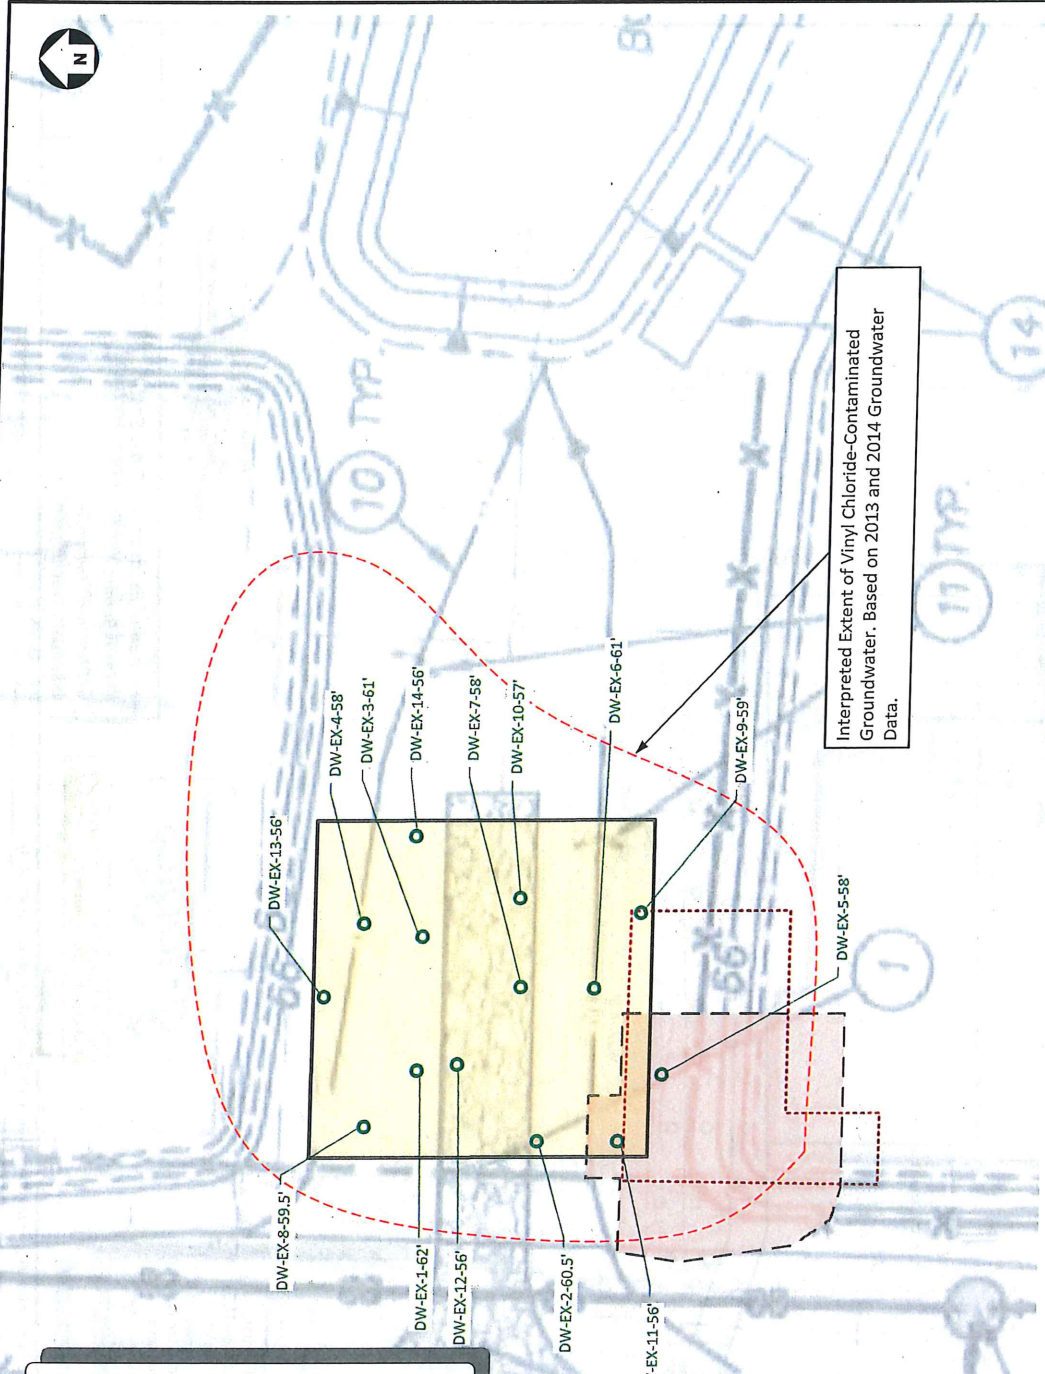 N
BC
10 TYP.
14
11 TYP.
1
66
66
DW-EX-13-56'
DW-EX-4-58'
DW-EX-3-61'
DW-EX-14-56'
DW-EX-7-58'
DW-EX-10-57'
DW-EX-6-61'
DW-EX-9-59'
DW-EX-5-58'
DW-EX-8-59.5'
DW-EX-1-62'
DW-EX-12-56'
DW-EX-2-60.5'
-EX-11-56'
Interpreted Extent of Vinyl Chloride-Contaminated
Groundwater. Based on 2013 and 2014 Groundwater
Data.